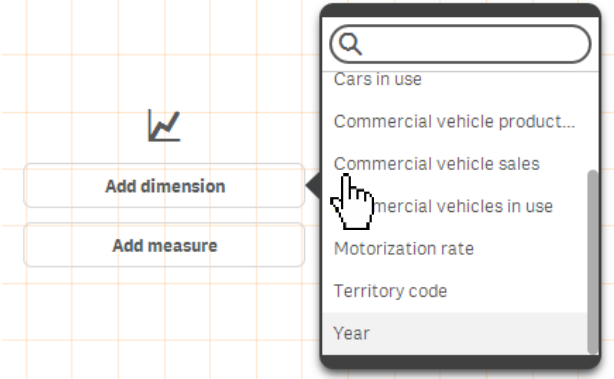 Cars in use
Commercial vehicle product...
Commercial vehicle sales
Add dimension
mercial vehicles in use
Add measure
Motorization rate
Territory code
Year